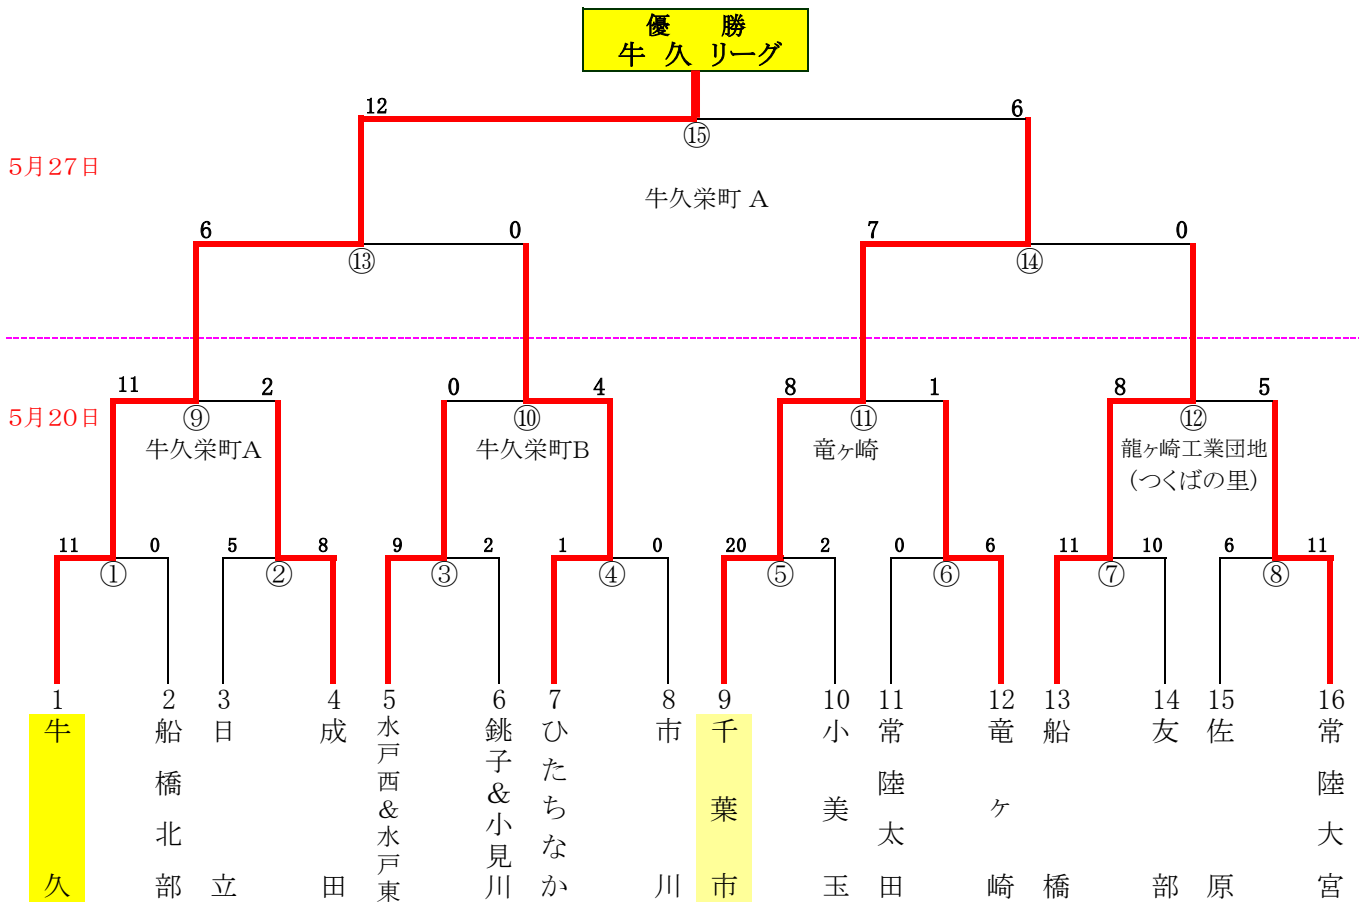 優　勝
牛 久 リーグ
12
6
⑮
5月27日
牛久栄町 A
6
0
7
0
⑬
⑭
11
2
0
4
8
1
8
5
5月20日
⑨
⑩
⑪
⑫
牛久栄町A
牛久栄町B
竜ヶ崎
龍ヶ崎工業団地
(つくばの里)
11
0
5
8
9
2
1
0
20
2
0
6
11
10
6
11
①
②
③
④
⑤
⑥
⑦
⑧
1
2
3
4
5
6
7
8
9
10
11
12
13
14
15
16
牛久
船橋北部
日立
成田
水戸西&水戸東
銚子&小見川
ひたちなか
市川
千葉市
小美玉
常陸太田
竜ヶ崎
船橋
友部
佐原
常陸大宮